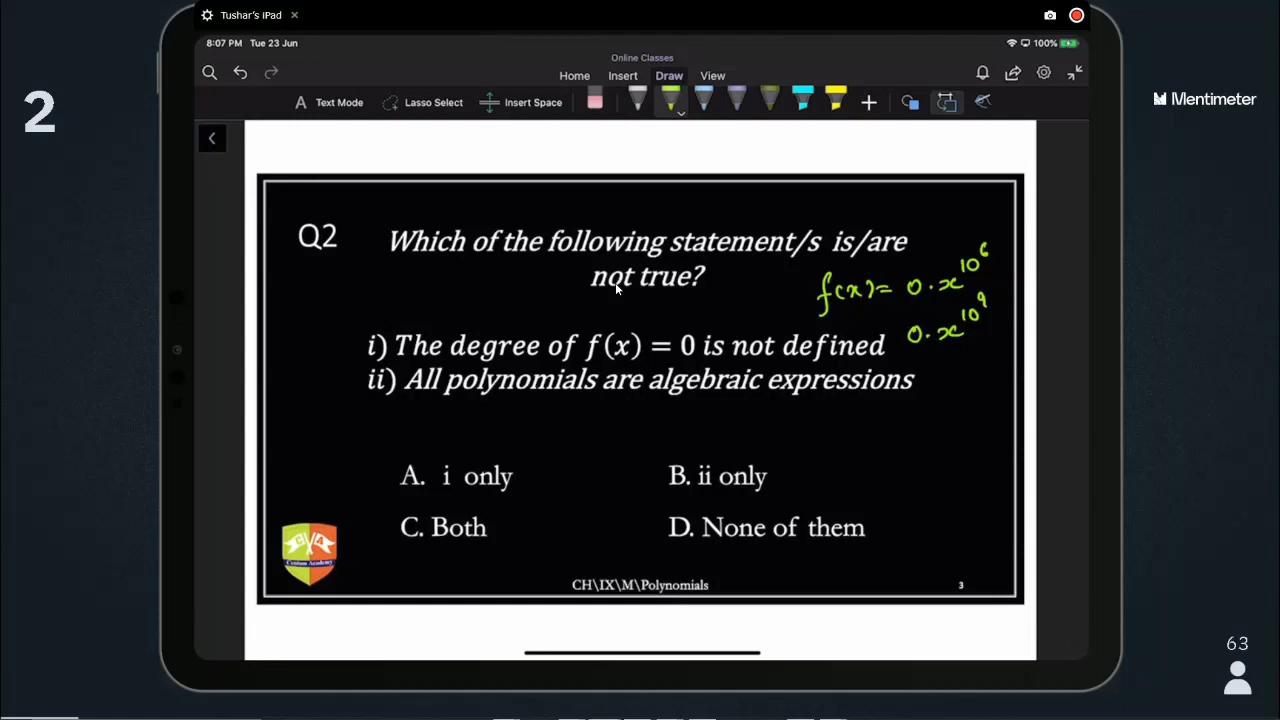 Tushar's iPad ×
2
8:07 PM Tue 23 Jun
100%
Online Classes
Mentimeter
Home Insert Draw View
A Text Mode Lasso Select Insert Space
Q2 Which of the following statement/s is/are
not true?
f(x) = 0·x^10^6
0·x^10^9
i) The degree of f(x) = 0 is not defined
ii) All polynomials are algebraic expressions
A. i only B. ii only
C. Both D. None of them
Centum Academy
CH\IX\M\Polynomials 3
63